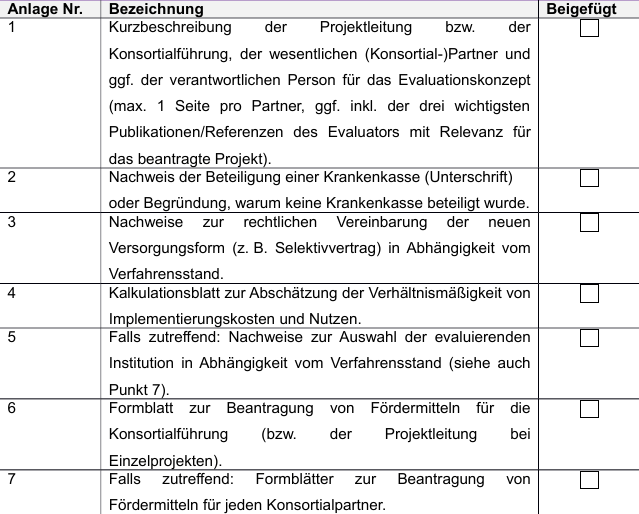 Anlage Nr. Bezeichnung Beigefügt
1 Kurzbeschreibung der Projektleitung bzw. der
Konsortialführung, der wesentlichen (Konsortial-)Partner und
ggf. der verantwortlichen Person für das Evaluationskonzept
(max. 1 Seite pro Partner, ggf. inkl. der drei wichtigsten
Publikationen/Referenzen des Evaluators mit Relevanz für
das beantragte Projekt).
2 Nachweis der Beteiligung einer Krankenkasse (Unterschrift)
oder Begründung, warum keine Krankenkasse beteiligt wurde.
3 Nachweise zur rechtlichen Vereinbarung der neuen
Versorgungsform (z. B. Selektivvertrag) in Abhängigkeit vom
Verfahrensstand.
4 Kalkulationsblatt zur Abschätzung der Verhältnismäßigkeit von
Implementierungskosten und Nutzen.
5 Falls zutreffend: Nachweise zur Auswahl der evaluierenden
Institution in Abhängigkeit vom Verfahrensstand (siehe auch
Punkt 7).
6 Formblatt zur Beantragung von Fördermitteln für die
Konsortialführung (bzw. der Projektleitung bei
Einzelprojekten).
7 Falls zutreffend: Formblätter zur Beantragung von
Fördermitteln für jeden Konsortialpartner.